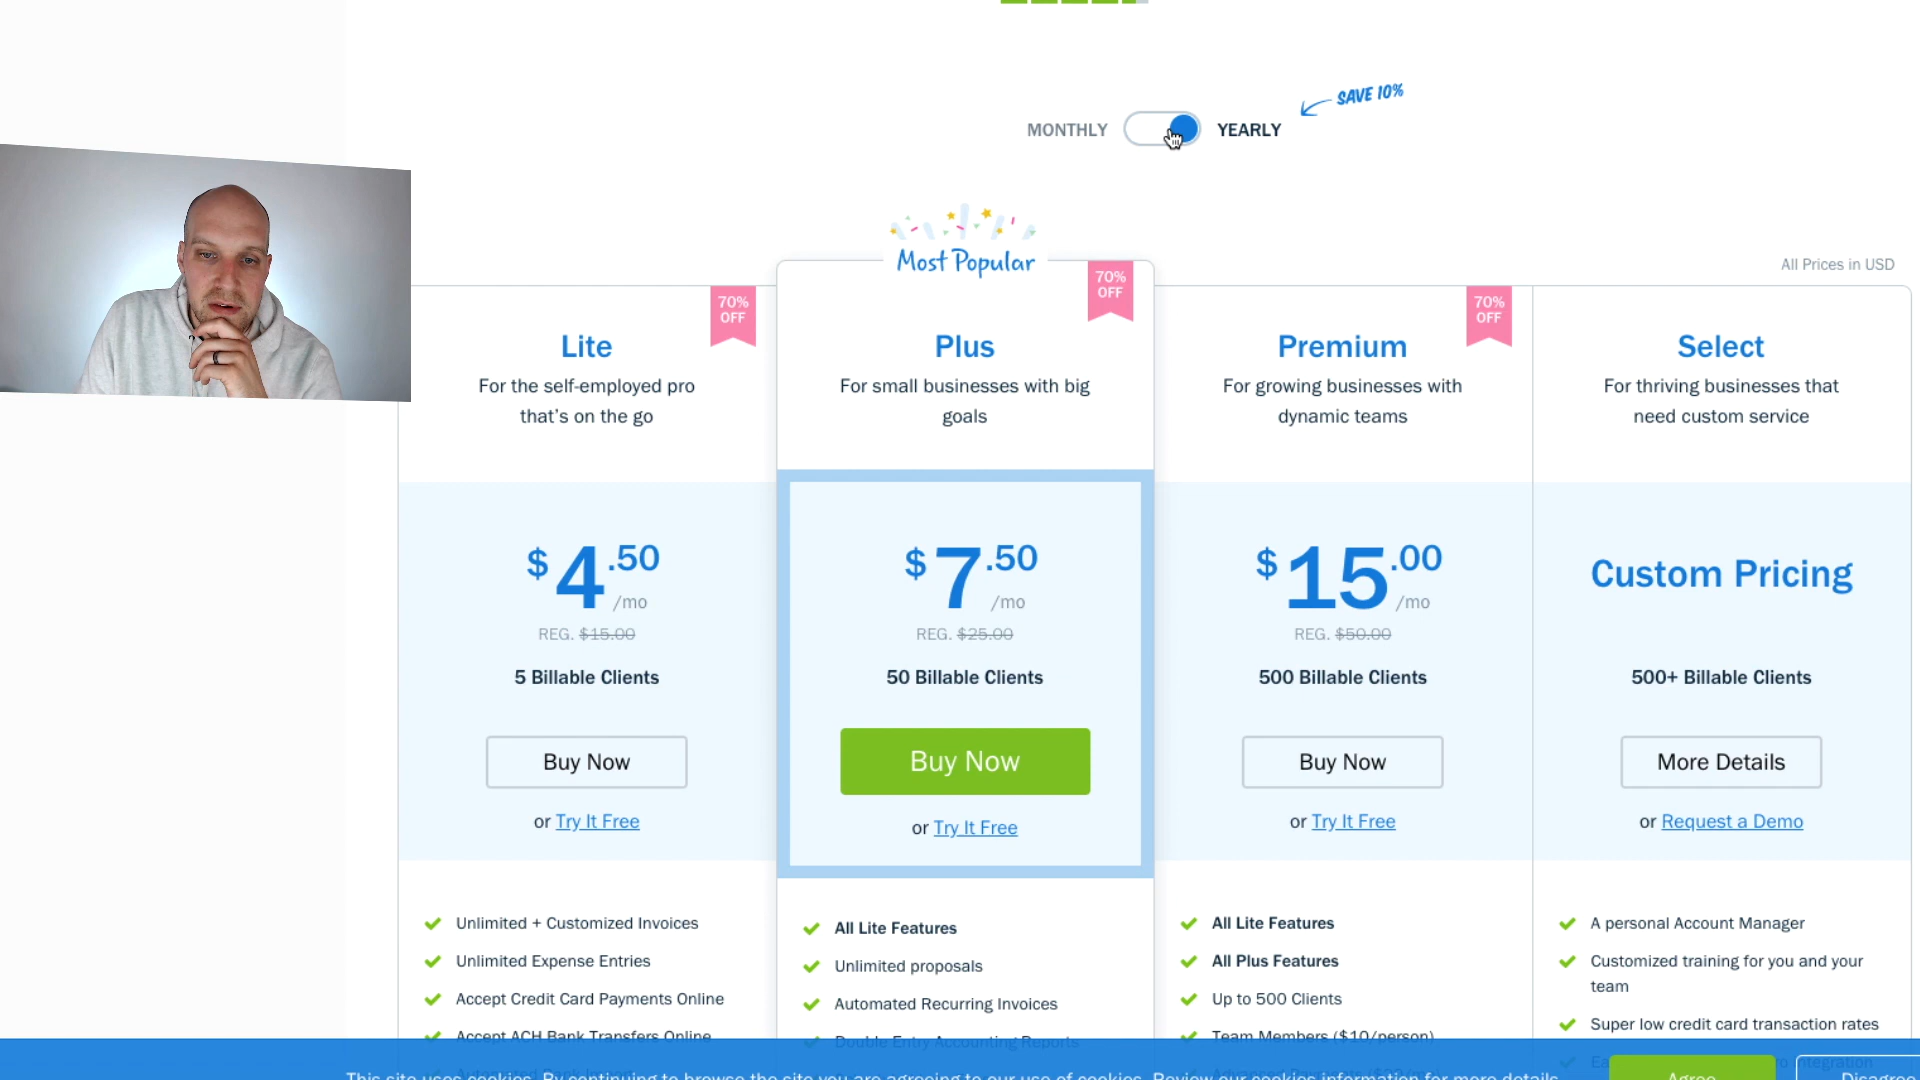 SAVE 10%
MONTHLY
YEARLY
Most Popular
All Prices in USD
70%
OFF
Lite
For the self-employed pro
that's on the go
70%
OFF
Plus
For small businesses with big
goals
70%
OFF
Premium
For growing businesses with
dynamic teams
Select
For thriving businesses that
need custom service
$4.50
/mo
REG. $15.00
5 Billable Clients
Buy Now
or Try It Free
$7.50
/mo
REG. $25.00
50 Billable Clients
Buy Now
or Try It Free
$15.00
/mo
REG. $50.00
500 Billable Clients
Buy Now
or Try It Free
Custom Pricing
500+ Billable Clients
More Details
or Request a Demo
Unlimited + Customized Invoices
Unlimited Expense Entries
Accept Credit Card Payments Online
Accept ACH Bank Transfers Online
All Lite Features
Unlimited proposals
Automated Recurring Invoices
Double Entry Accounting Reports
All Lite Features
All Plus Features
Up to 500 Clients
Team Members ($10/person)
A personal Account Manager
Customized training for you and your
team
Super low credit card transaction rates
This site uses cookies. By continuing to browse the site you are agreeing to our use of cookies. Review our cookies information for more details.
Agree
Disagree